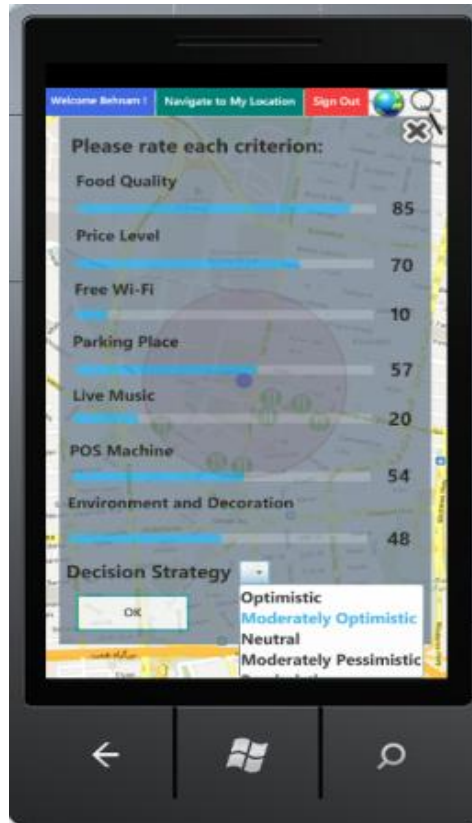 Welcome Behnam !
Navigate to My Location
Sign Out
Please rate each criterion:
Food Quality
85
Price Level
70
Free Wi-Fi
10
Parking Place
57
Live Music
20
POS Machine
54
Environment and Decoration
48
Decision Strategy
OK
Optimistic
Moderately Optimistic
Neutral
Moderately Pessimistic